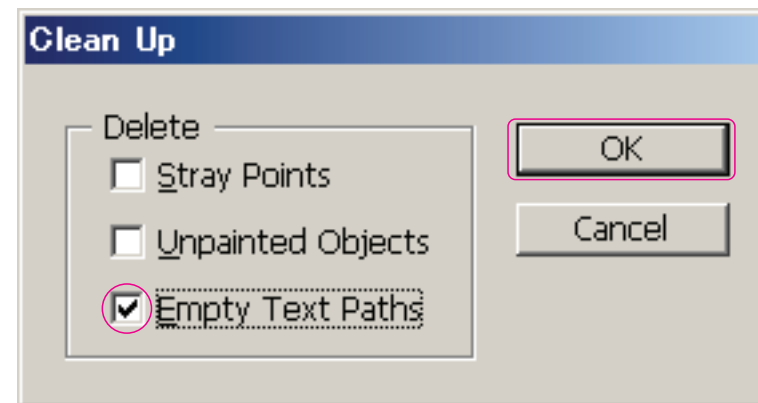 Clean Up
Delete
Stray Points
Unpainted Objects
Empty Text Paths
OK
Cancel